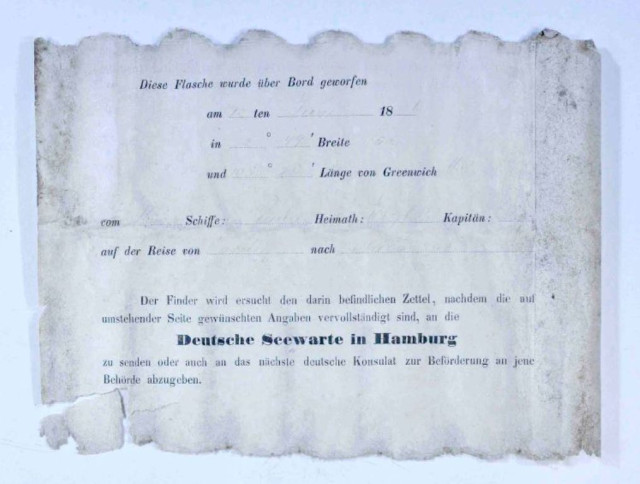 Diese Flasche wurde über Bord geworfen
am ten 18
in ° ' Breite
und ° ' Länge von Greenwich
vom Schiffe: Heimath: Kapitän:
auf der Reise von nach
Der Finder wird ersucht den darin befindlichen Zettel, nachdem die auf
umstehender Seite gewünschten Angaben vervollständigt sind, an die
Deutsche Seewarte in Hamburg
zu senden oder auch an das nächste deutsche Konsulat zur Beförderung an jene
Behörde abzugeben.